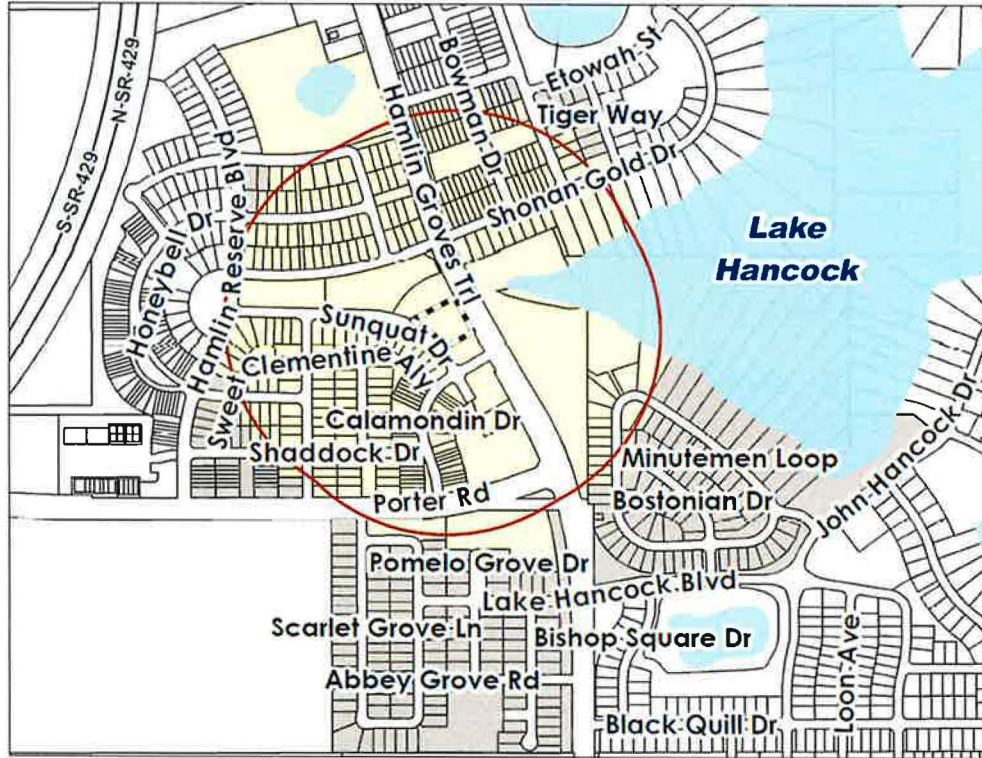 Etowah St
Bowman Dr
N-SR-429
Tiger Way
Hamlin Groves Trl
S-SR-429
Shonan Gold Dr
Hamlin Reserve Blvd
Honeybell Dr
Lake
Hancock
Sunquat Dr
Sweet Clementine Aly
Calamondin Dr
Shaddock Dr
Minutemen Loop
John Hancock Dr
Porter Rd
Bostonian Dr
Pomelo Grove Dr
Lake Hancock Blvd
Scarlet Grove Ln
Bishop Square Dr
Loon Ave
Abbey Grove Rd
Black Quill Dr